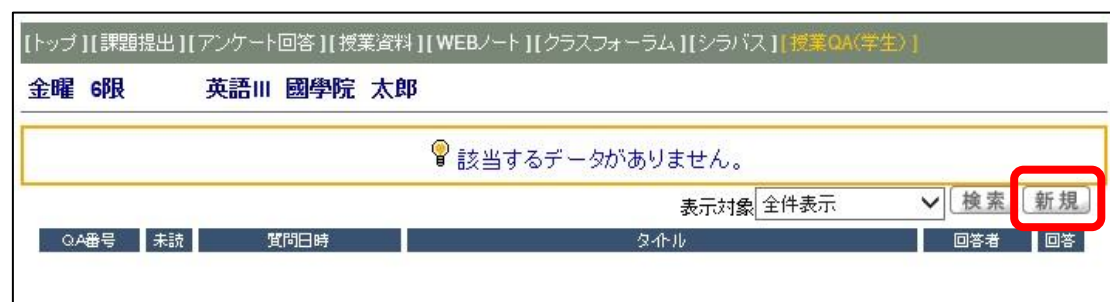 [トップ][課題提出][アンケート回答][授業資料][WEBノート][クラスフォーラム][シラバス][授業QA(学生)]
金曜 6限 英語III 國學院 太郎
該当するデータがありません。
表示対象 全件表示 検索 新規
QA番号 未読 質問日時 タイトル 回答者 回答